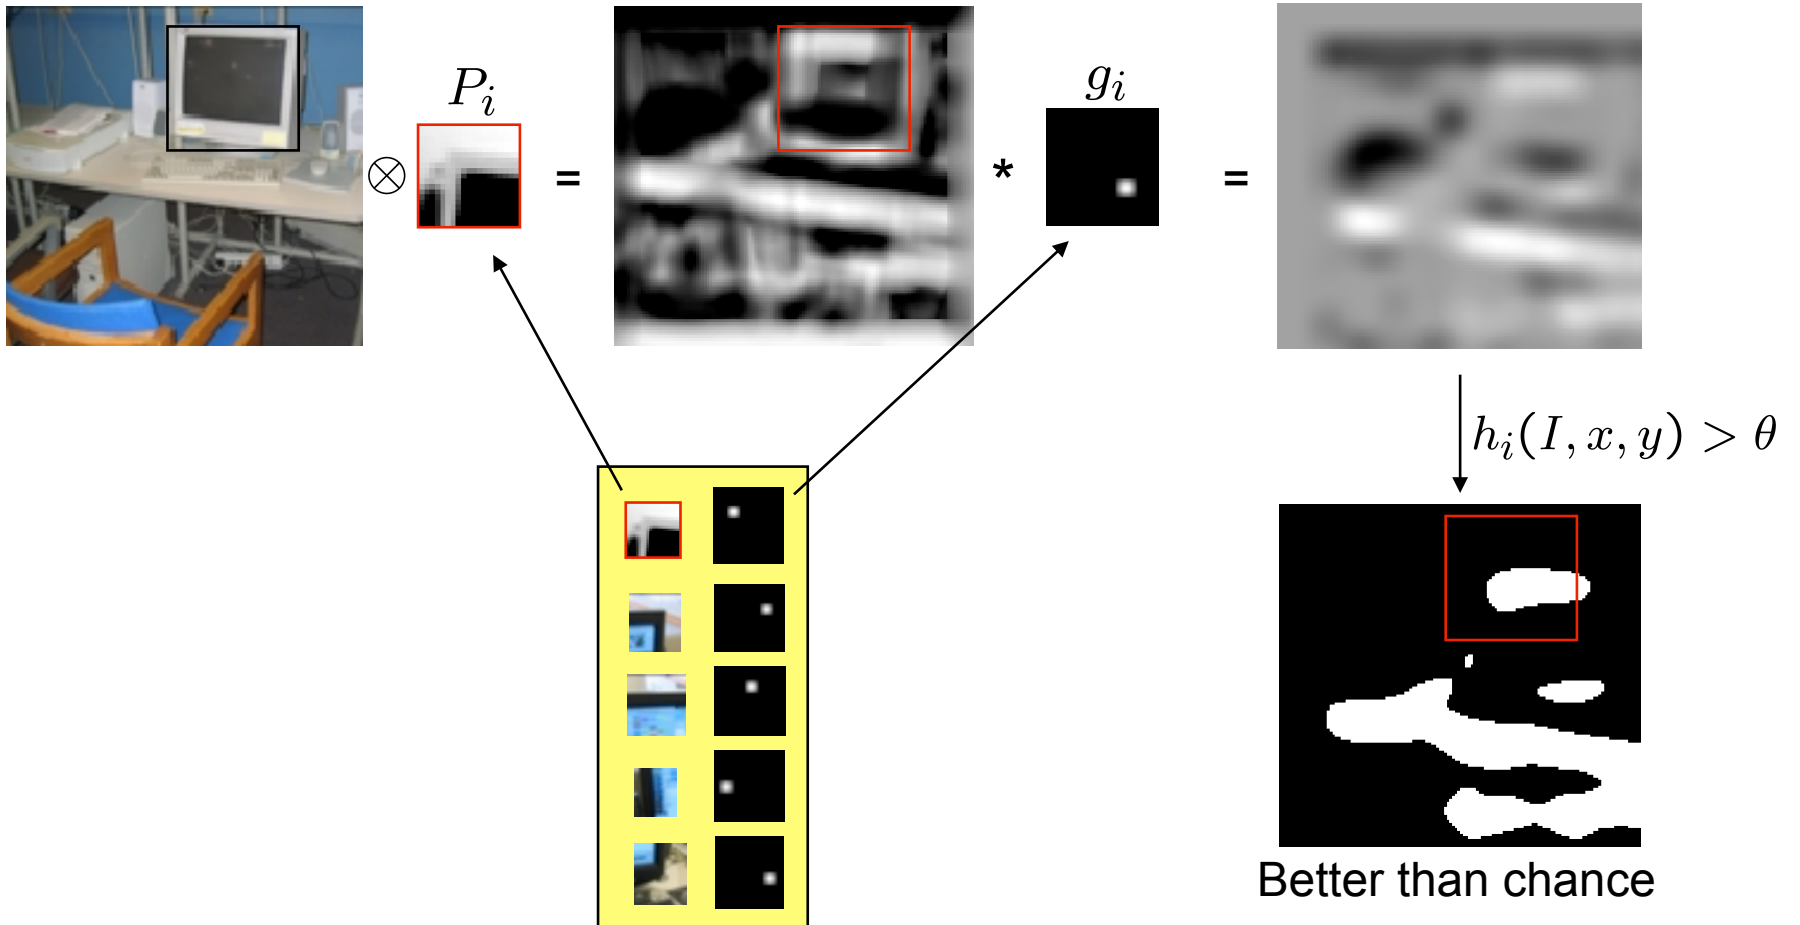 P_i
g_i
⊗ = * =
h_i(I, x, y) > θ
Better than chance